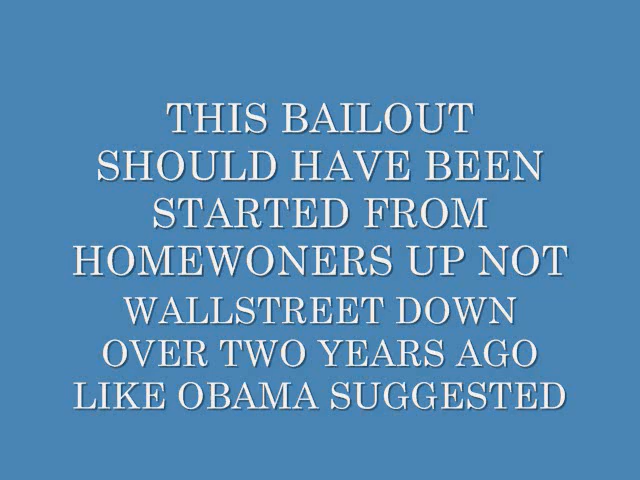 THIS BAILOUT
SHOULD HAVE BEEN
STARTED FROM
HOMEWONERS UP NOT
WALLSTREET DOWN
OVER TWO YEARS AGO
LIKE OBAMA SUGGESTED